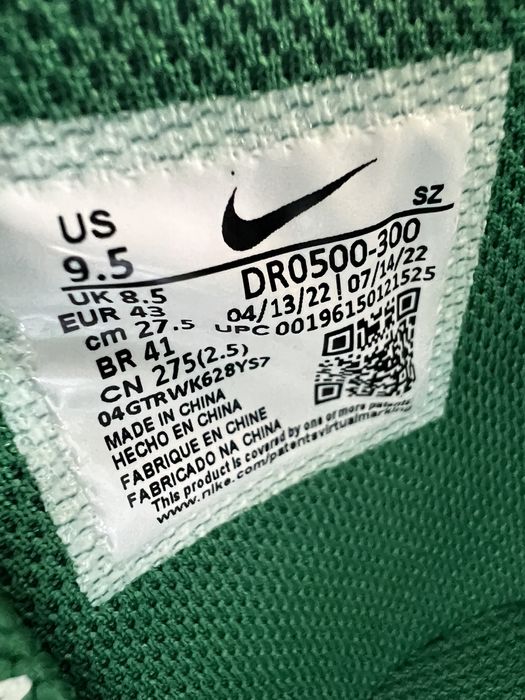 US
9.5
SZ
UK 8.5
DR0500-300
EUR 43
04/13/22 | 07/14/22
cm 27.5
UPC 00196150121525
BR 41
CN 275(2.5)
04GTRWK628YS7
MADE IN CHINA
HECHO EN CHINA
FABRIQUE EN CHINE
FABRICADO NA CHINA
This product is covered by one or more patents
www.nike.com/patentsvirtualmarking